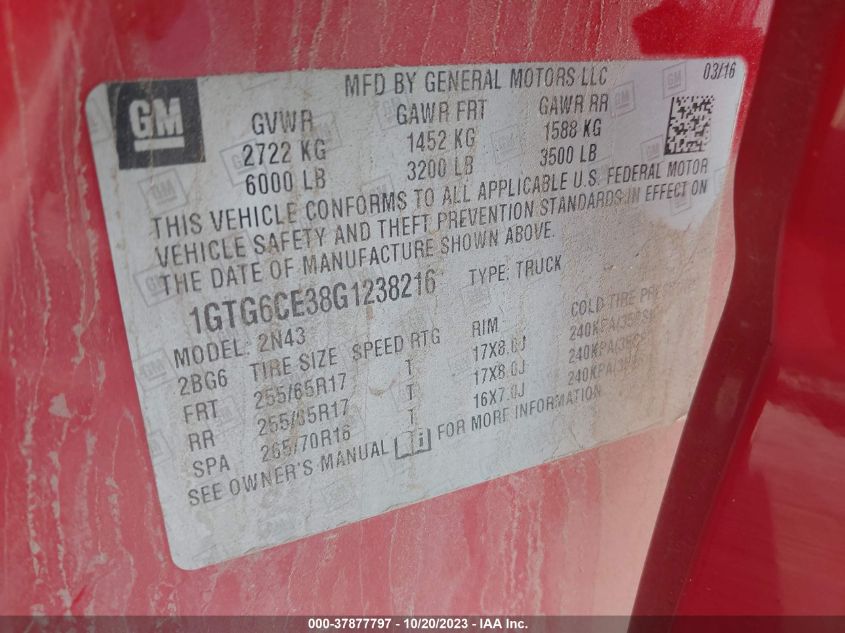 GM
MFD BY GENERAL MOTORS LLC 03/16
GVWR GAWR FRT GAWR RR
2722 KG 1452 KG 1588 KG
6000 LB 3200 LB 3500 LB
THIS VEHICLE CONFORMS TO ALL APPLICABLE U.S. FEDERAL MOTOR
VEHICLE SAFETY AND THEFT PREVENTION STANDARDS IN EFFECT ON
THE DATE OF MANUFACTURE SHOWN ABOVE.
1GTG6CE38G1238216 TYPE: TRUCK
MODEL: 2N43
2BG6 TIRE SIZE SPEED RTG RIM COLD TIRE
FRT 255/65R17 T 17X8.0J 240KPA/35PSI
RR 255/65R17 T 17X8.0J
SPA 265/70R16 T 16X7.0J
SEE OWNER'S MANUAL FOR MORE INFORMATION
000-37877797 - 10/20/2023 - IAA Inc.